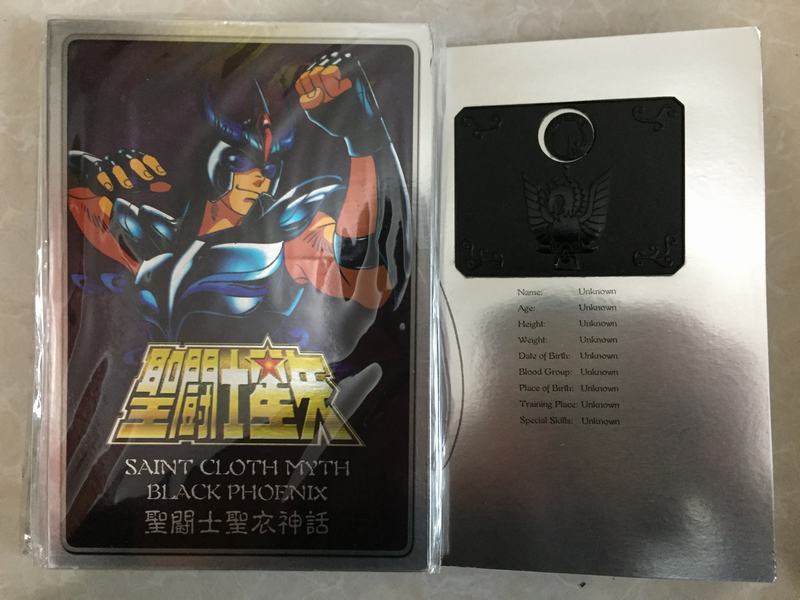 聖闘士星矢
SAINT CLOTH MYTH
BLACK PHOENIX
聖闘士聖衣神話
Name: Unknown
Age: Unknown
Height: Unknown
Weight: Unknown
Date of Birth: Unknown
Blood Group: Unknown
Place of Birth: Unknown
Training Place: Unknown
Special Skills: Unknown